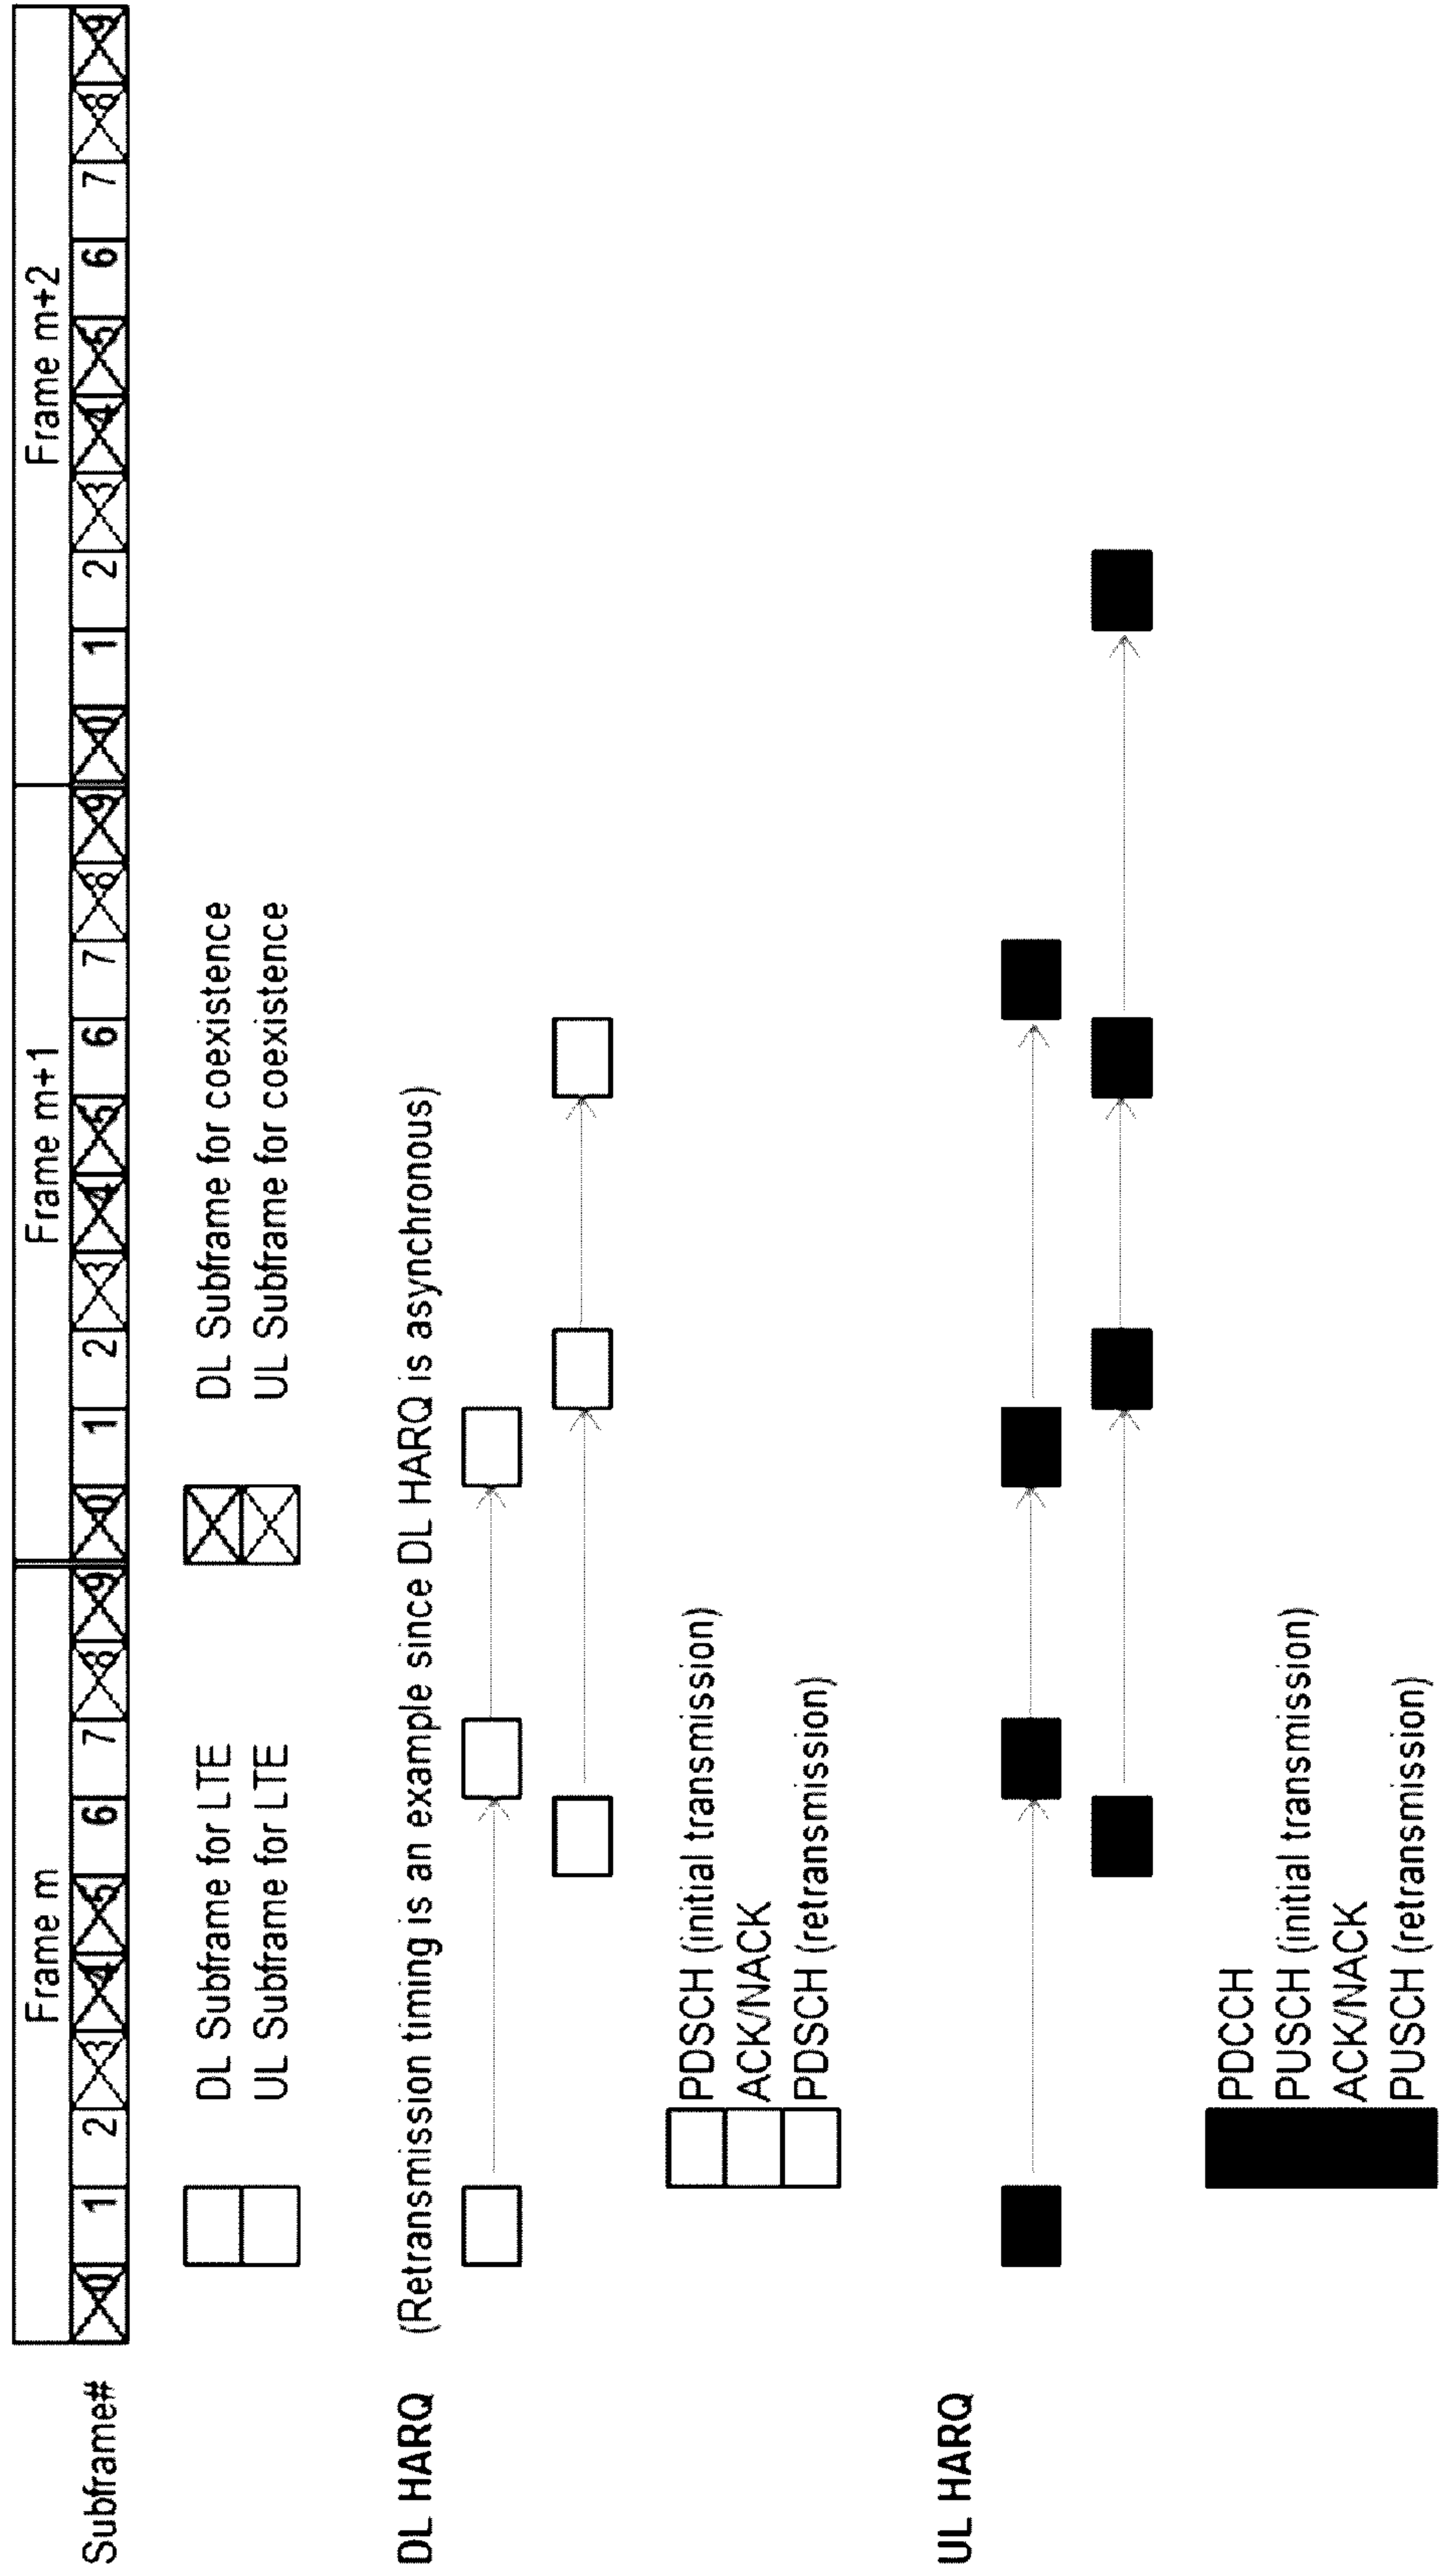 Frame m Frame m+1 Frame m+2
Subframe# 0 1 2 3 4 5 6 7 8 9 0 1 2 3 4 5 6 7 8 9 0 1 2 3 4 5 6 7 8 9
DL Subframe for LTE DL Subframe for coexistence
UL Subframe for LTE UL Subframe for coexistence
DL HARQ (Retransmission timing is an example since DL HARQ is asynchronous)
PDSCH (initial transmission)
ACK/NACK
PDSCH (retransmission)
UL HARQ
PDCCH
PUSCH (initial transmission)
ACK/NACK
PUSCH (retransmission)